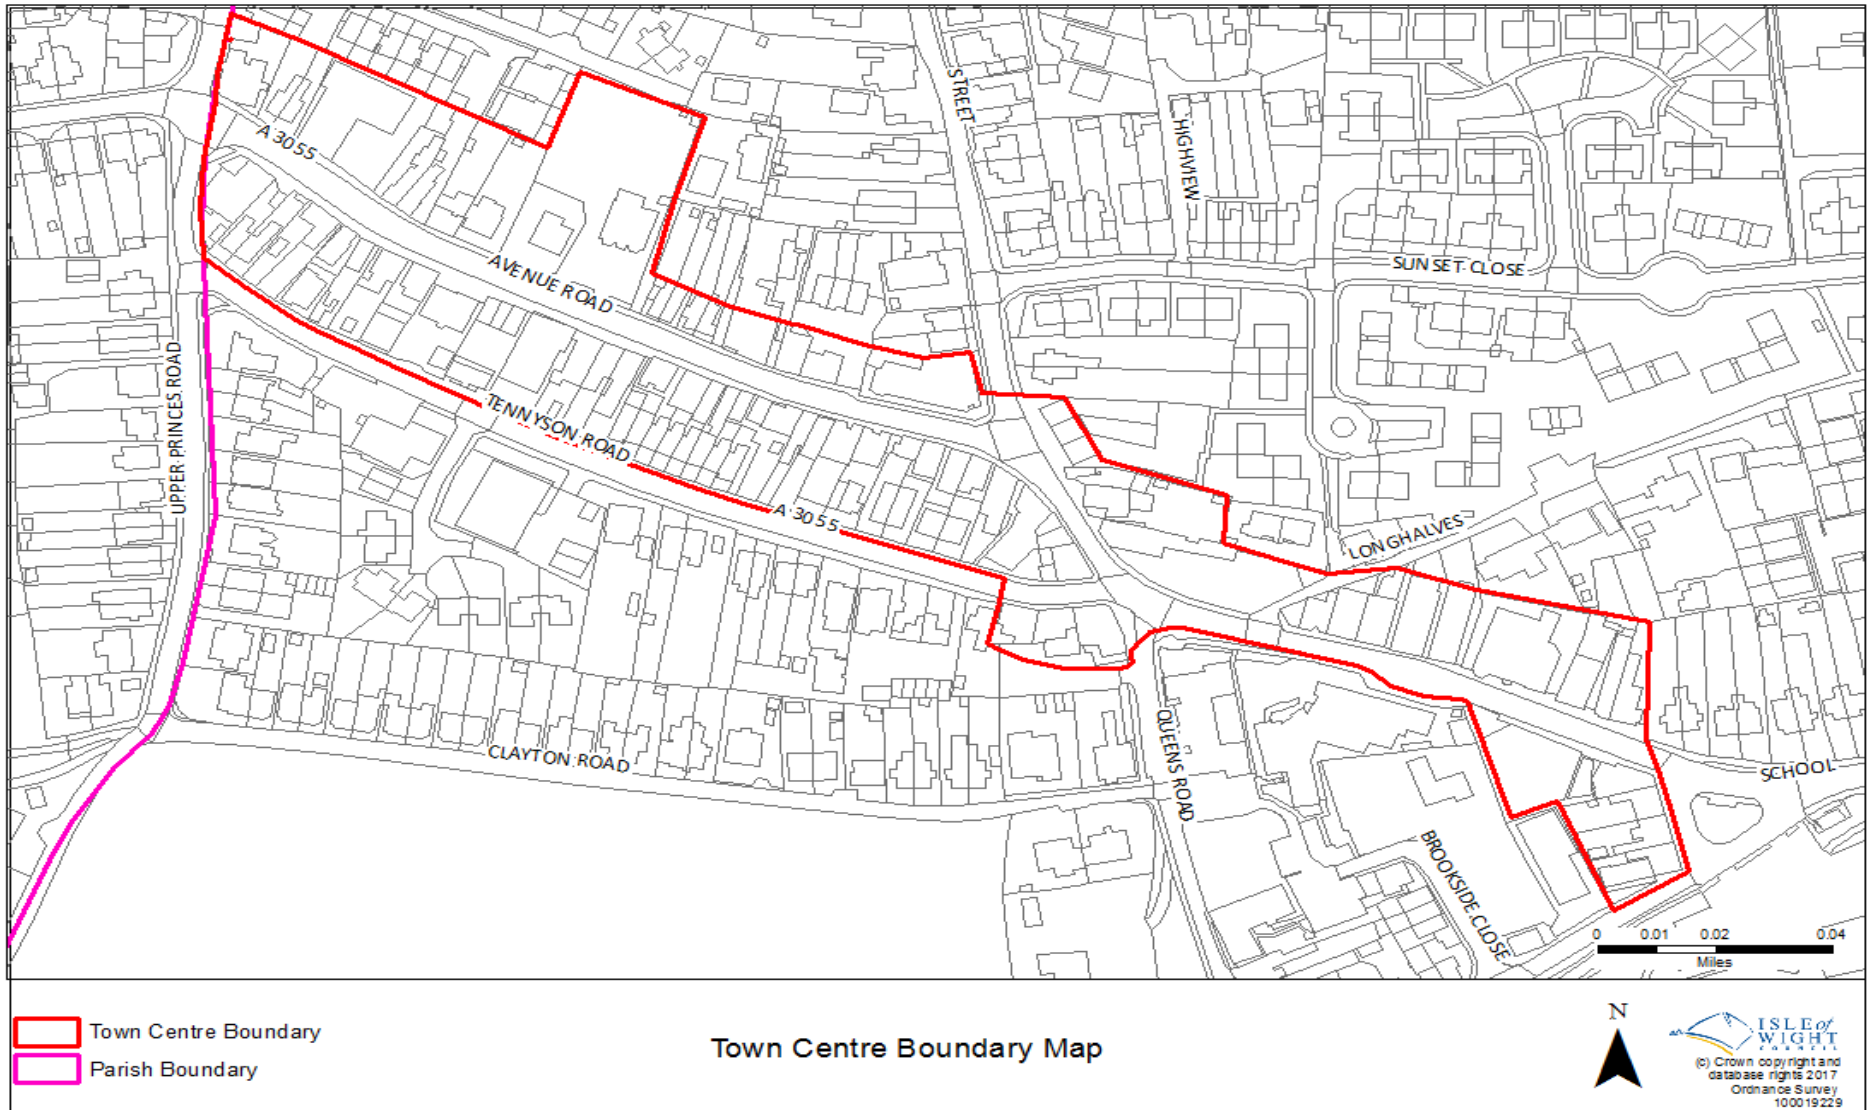 STREET
HIGHVIEW
A 3055
SUNSET CLOSE
AVENUE ROAD
UPPER PRINCES ROAD
TENNYSON ROAD
A 3055
LONGHALVES
CLAYTON ROAD
QUEENS ROAD
SCHOOL
BROOKSIDE CLOSE
0 0.01 0.02 0.04
Miles
Town Centre Boundary
Parish Boundary
Town Centre Boundary Map
N
ISLE of
WIGHT
COUNCIL
(c) Crown copyright and
database rights 2017
Ordnance Survey
100019229